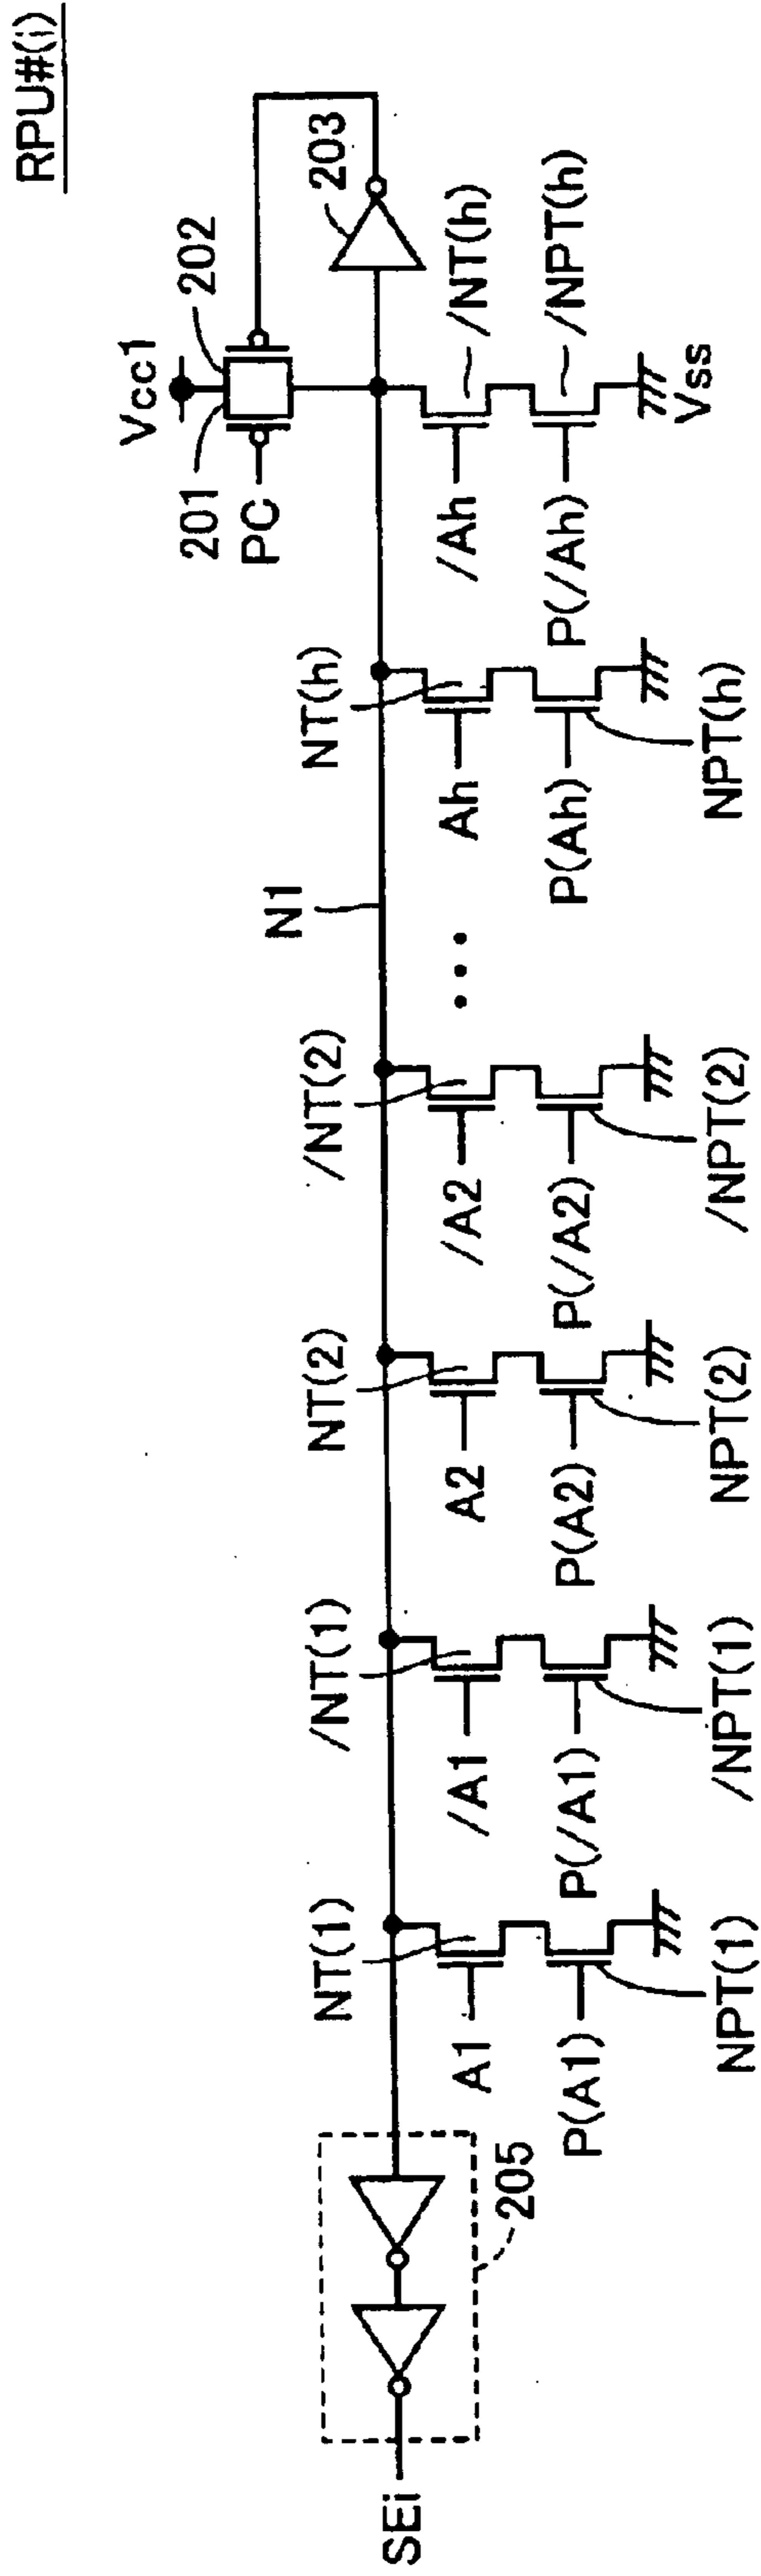 RPU#(i)
Vcc1
201
202
PC
203
N1
NT(1)
/NT(1)
NT(2)
/NT(2)
NT(h)
/NT(h)
A1
/A1
A2
/A2
...
Ah
/Ah
P(A1)
P(/A1)
P(A2)
P(/A2)
P(Ah)
P(/Ah)
/NPT(h)
NPT(1)
/NPT(1)
NPT(2)
/NPT(2)
NPT(h)
Vss
SEi
205